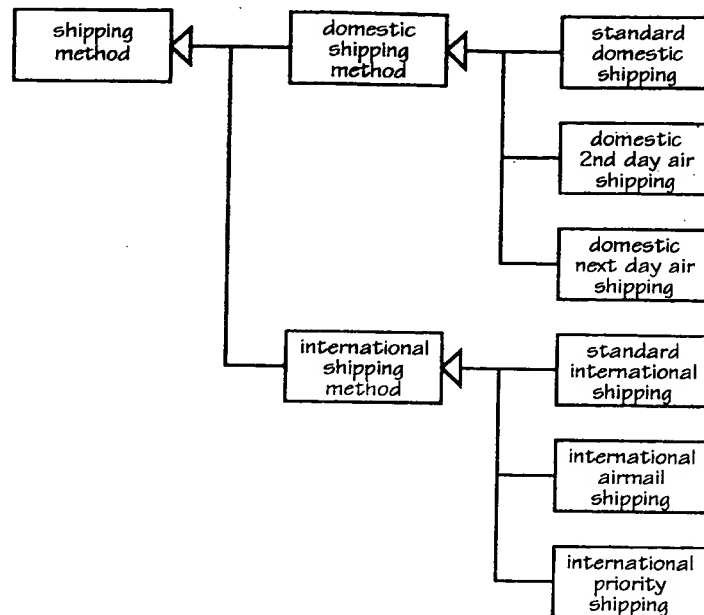 shipping
method
domestic
shipping
method
standard
domestic
shipping
domestic
2nd day air
shipping
domestic
next day air
shipping
international
shipping
method
standard
international
shipping
international
airmail
shipping
international
priority
shipping